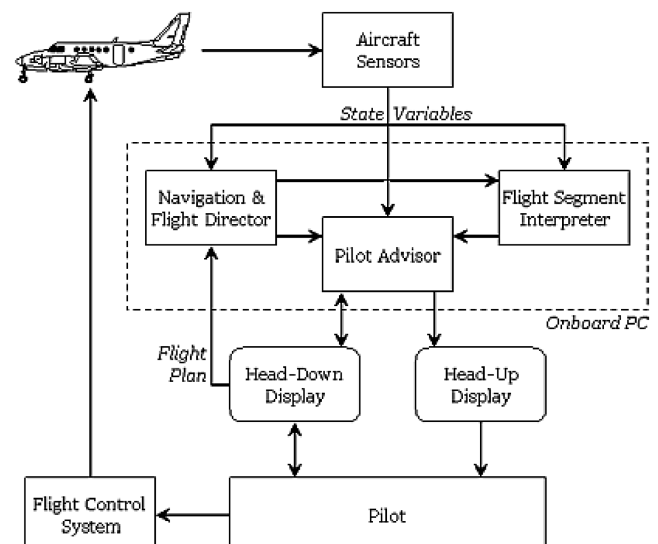 Aircraft
Sensors
State Variables
Navigation &
Flight Director
Flight Segment
Interpreter
Pilot Advisor
Onboard PC
Flight
Plan
Head-Down
Display
Head-Up
Display
Flight Control
System
Pilot